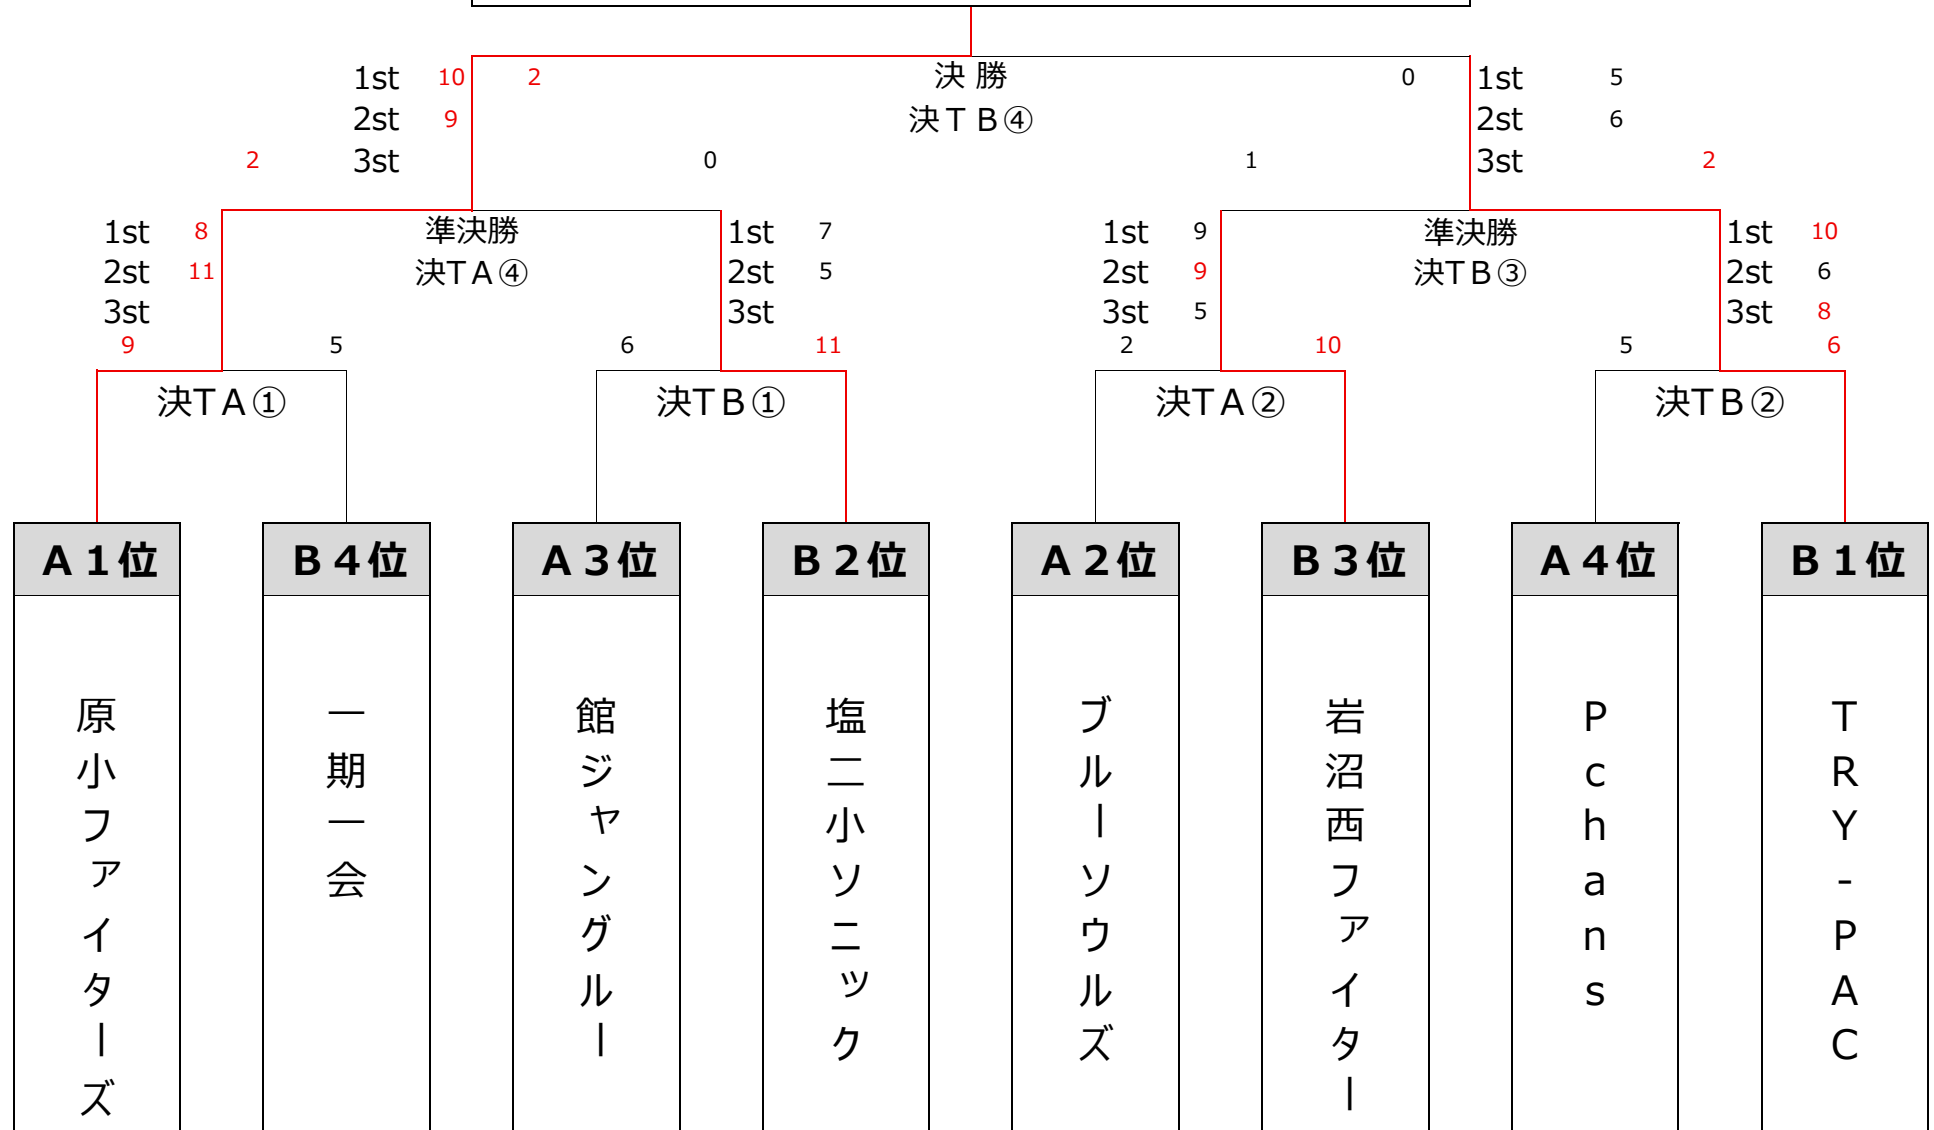 1st 10 2 決 勝 0 1st 5
2st 9 決ＴＢ④ 2st 6
2 3st 0 1 3st 2
1st 8 準決勝 1st 7 1st 9 準決勝 1st 10
2st 11 決TＡ④ 2st 5 2st 9 決TＢ③ 2st 6
3st 3st 3st 5 3st 8
9 5 6 11 2 10 5 6
決TＡ① 決TＢ① 決TＡ② 決TＢ②
Ａ１位 Ｂ４位 Ａ３位 Ｂ２位 Ａ２位 Ｂ３位 Ａ４位 Ｂ１位
原小ファイターズ
一期一会
館ジャングルー
塩二小ソニック
ブルーソウルズ
岩沼西ファイター
Pchans
TRY-PAC